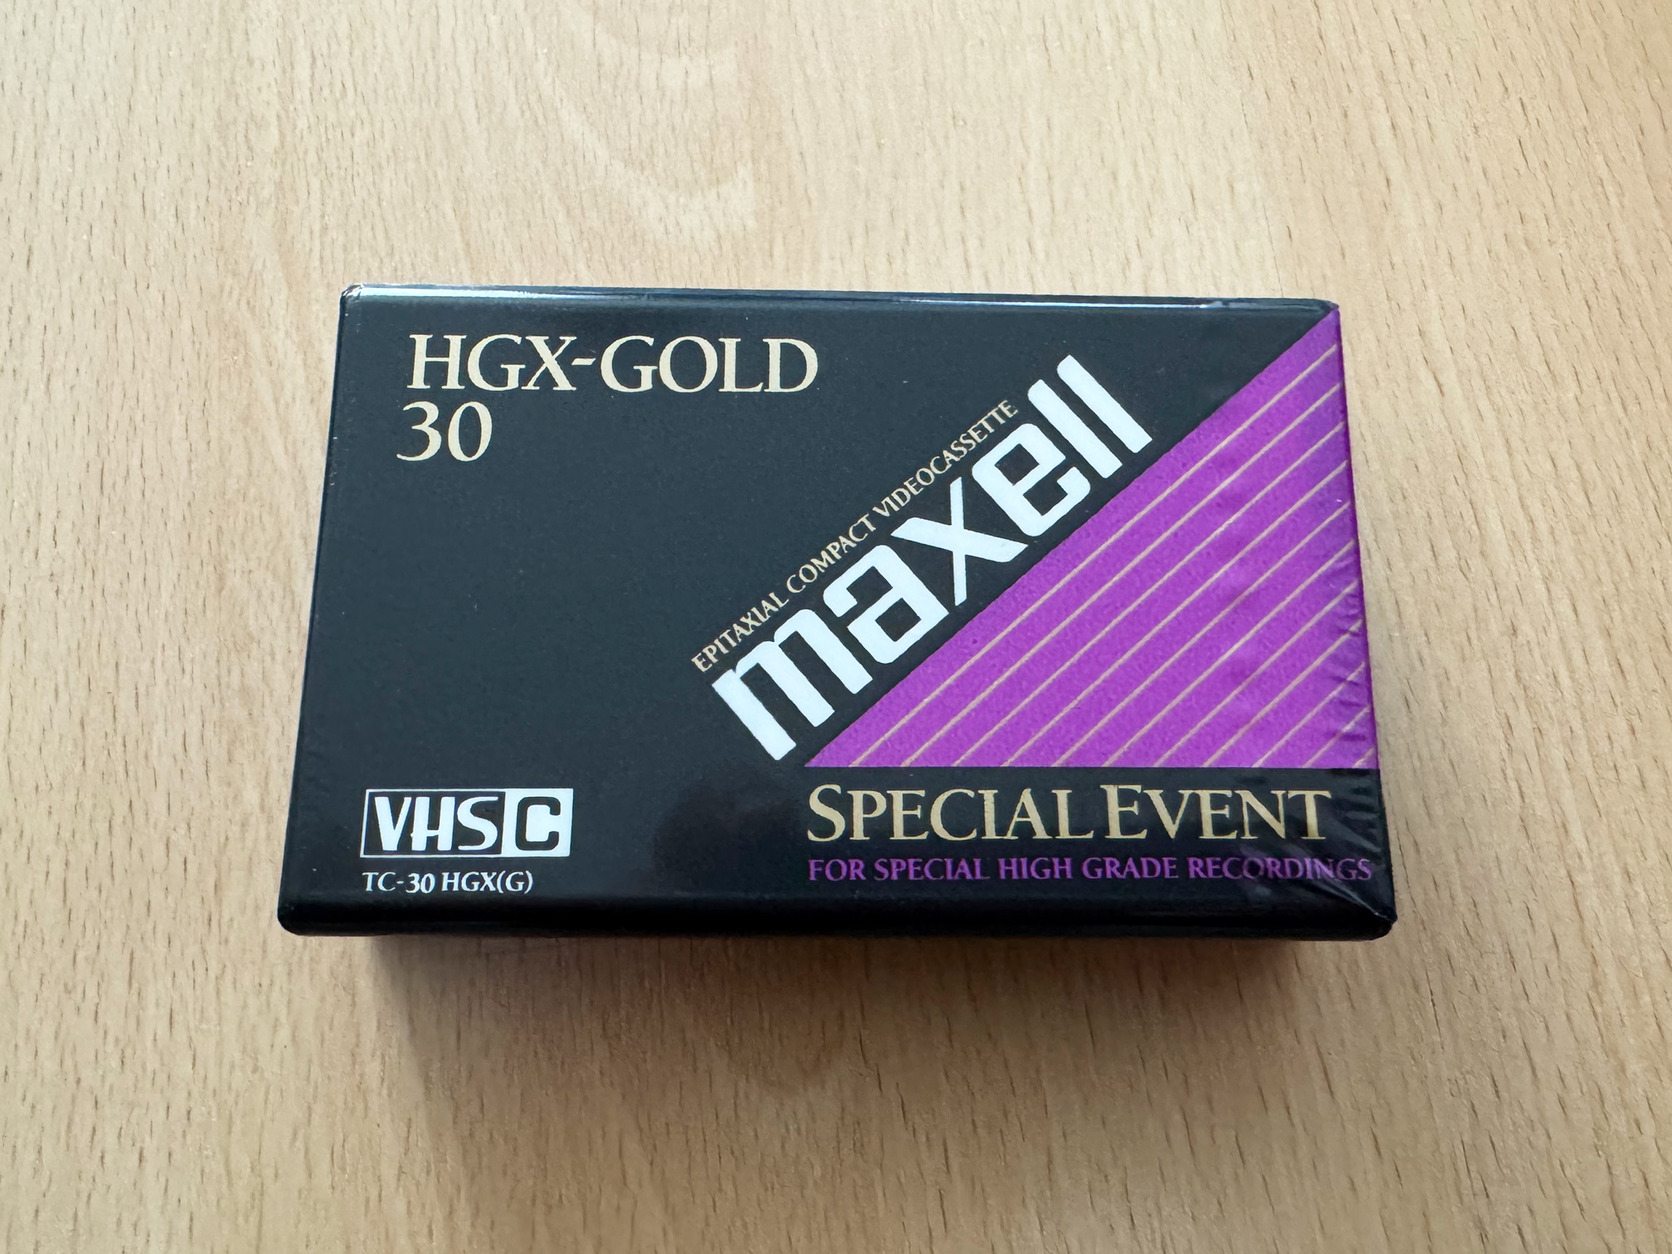 HGX-GOLD
30
EPITAXIAL COMPACT VIDEOCASSETTE
maxell
VHS C
TC-30 HGX(G)
SPECIAL EVENT
FOR SPECIAL HIGH GRADE RECORDINGS